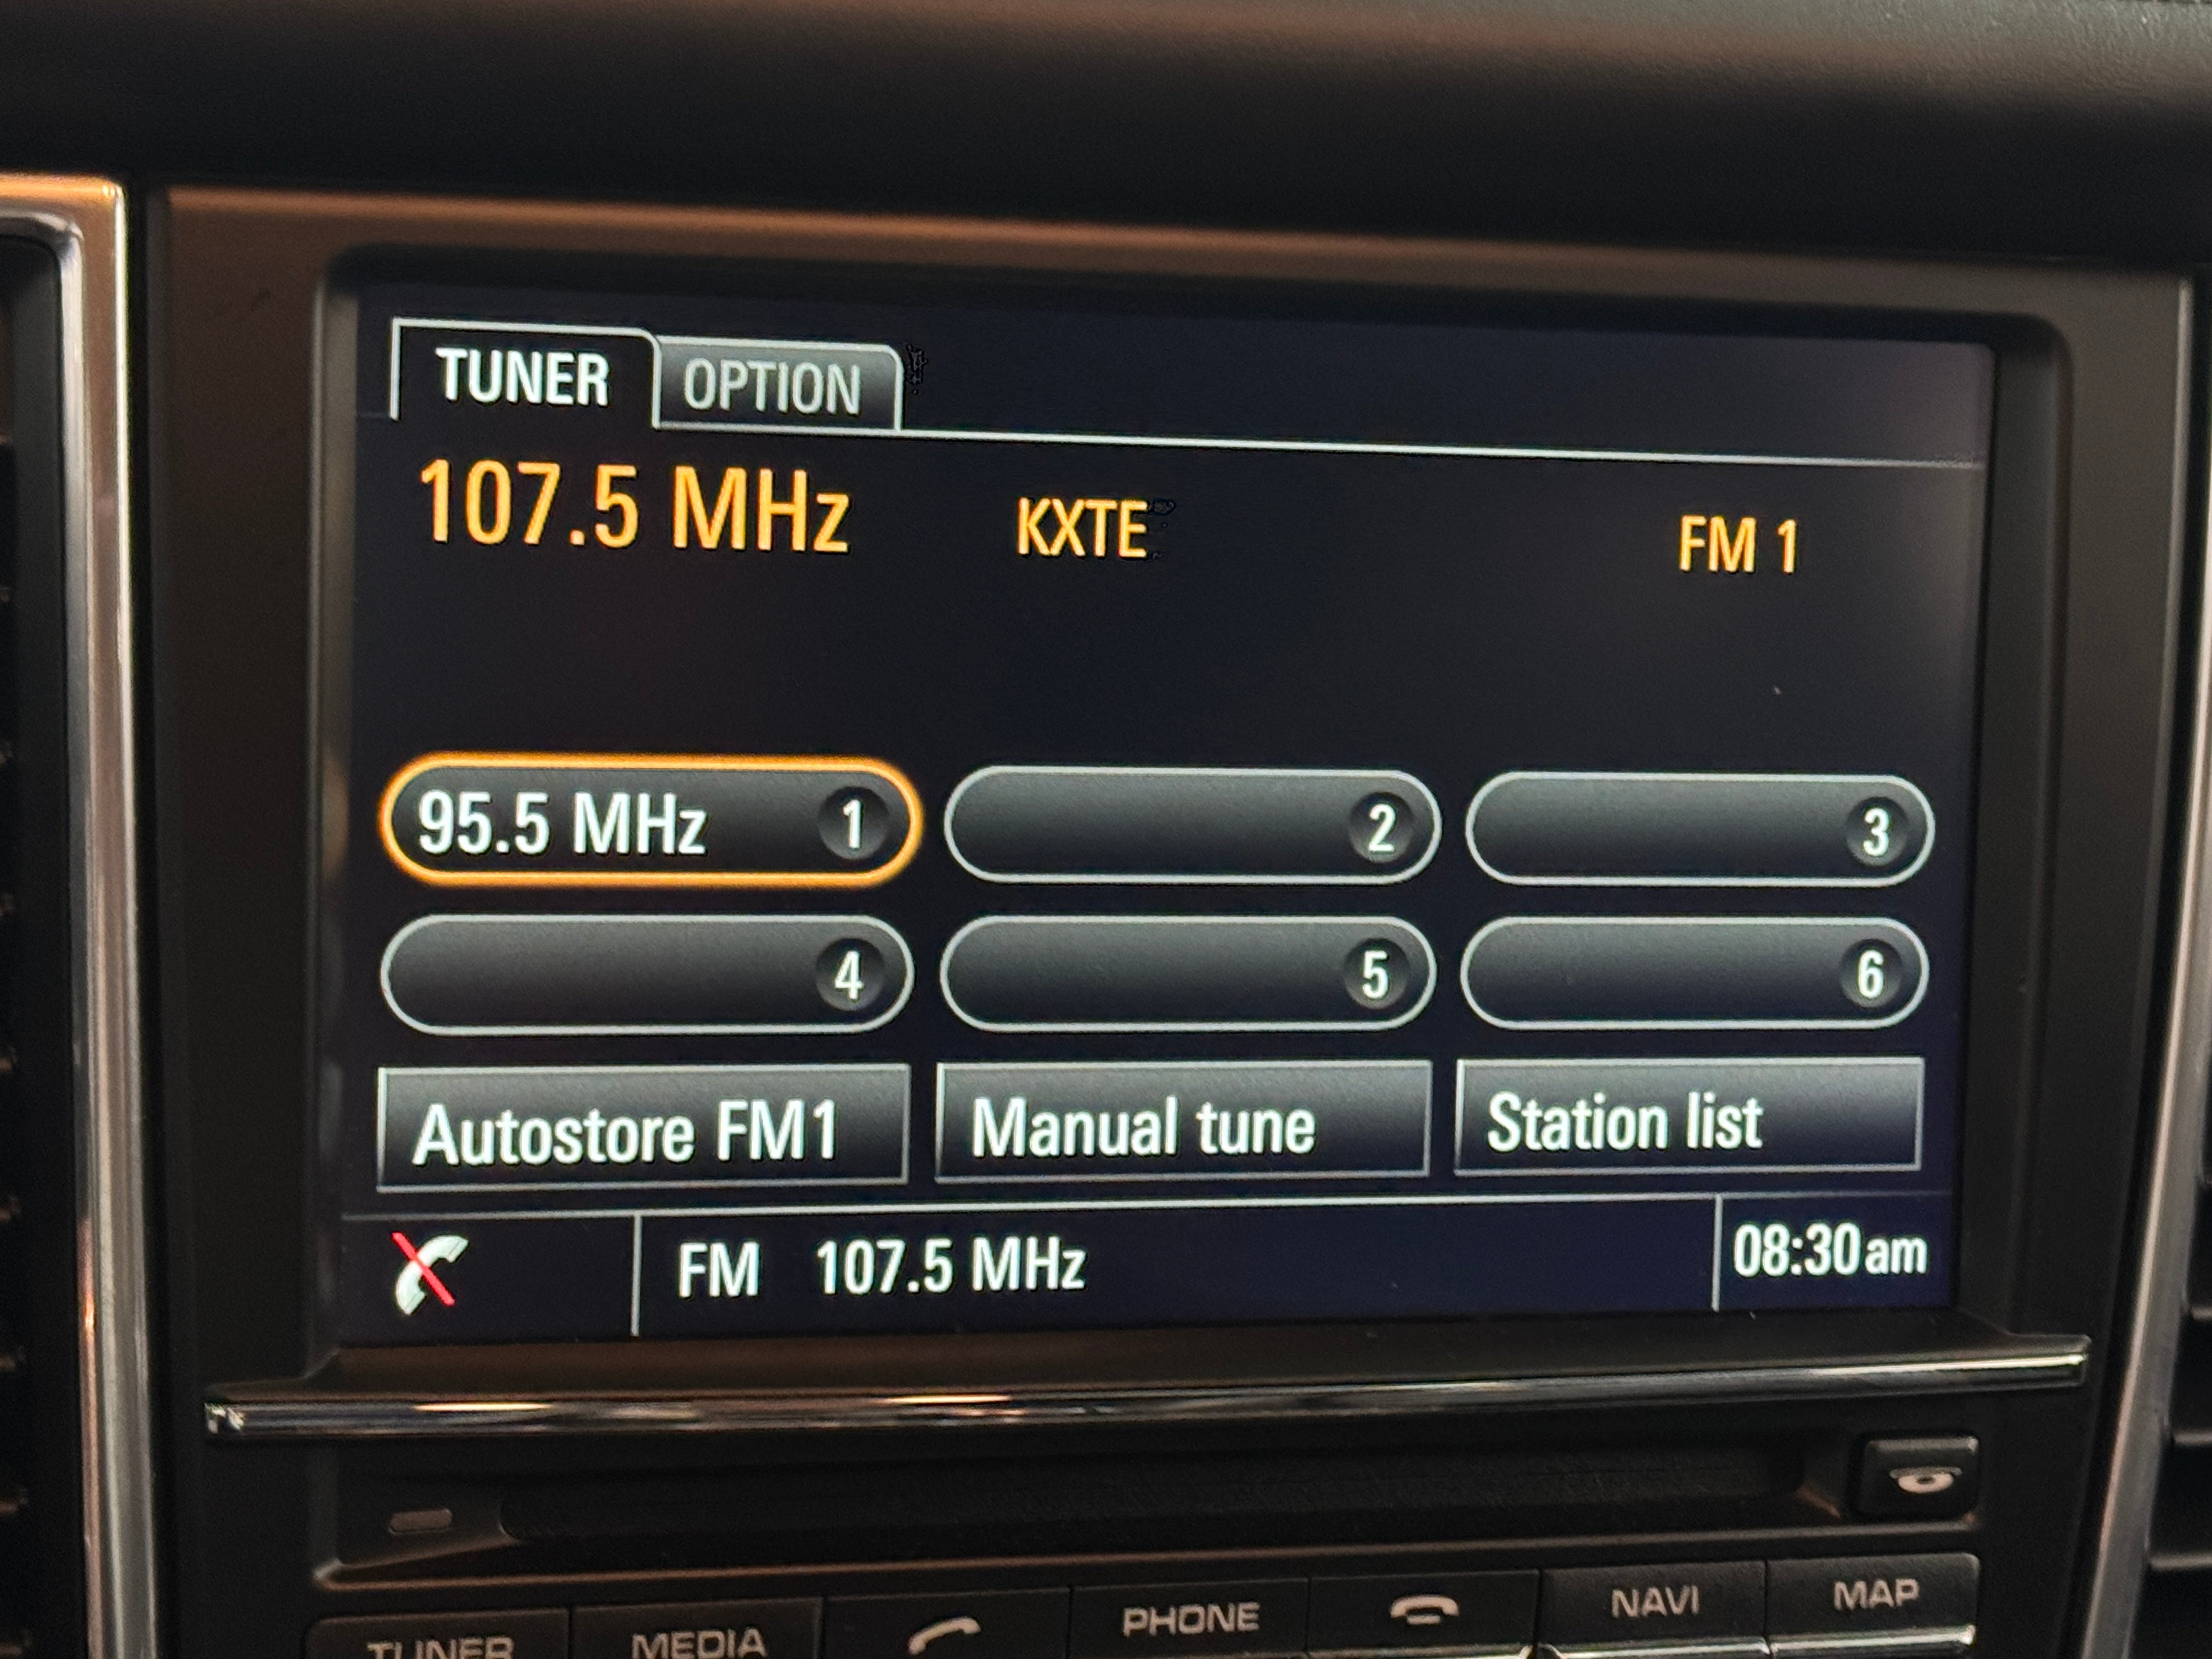 TUNER OPTION
107.5 MHz KXTE FM 1
95.5 MHz 1 2 3
4 5 6
Autostore FM1 Manual tune Station list
FM 107.5 MHz 08:30am
TUNER MEDIA PHONE NAVI MAP